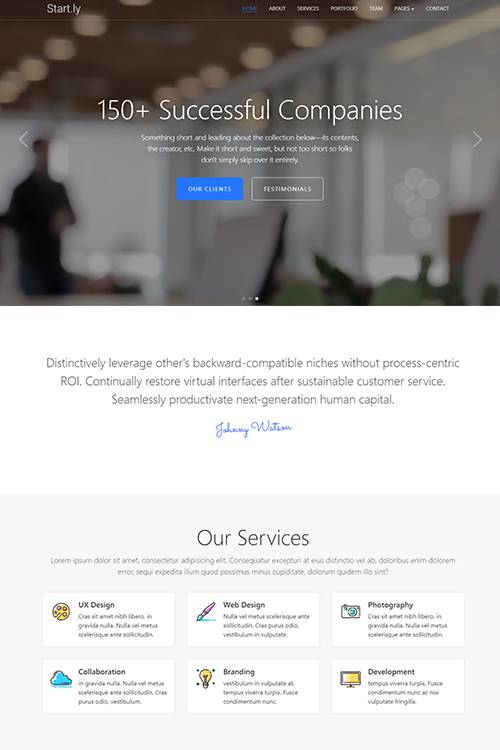 Start.ly
HOME ABOUT SERVICES PORTFOLIO TEAM PAGES CONTACT
150+ Successful Companies
Something short and leading about the collection below—its contents,
the creator, etc. Make it short and sweet, but not too short so folks
don't simply skip over it entirely.
OUR CLIENTS TESTIMONIALS
Distinctively leverage other's backward-compatible niches without process-centric
ROI. Continually restore virtual interfaces after sustainable customer service.
Seamlessly productivate next-generation human capital.
Johnny Watson
Our Services
Lorem ipsum dolor sit amet, consectetur adipisicing elit. Consequatur excepturi at eius distinctio vel ab, doloribus enim dolorem
error, sequi expedita illum quod possimus minus cupiditate, dolorum quidem illo sint?
UX Design
Cras sit amet nibh libero, in
gravida nulla. Nulla vel metus
scelerisque ante sollicitudin.
Web Design
Nulla vel metus scelerisque ante
sollicitudin. Cras purus odio,
vestibulum in vulputate.
Photography
Cras sit amet nibh libero, in
gravida nulla. Nulla vel metus
scelerisque ante sollicitudin.
Collaboration
in gravida nulla. Nulla vel metus
scelerisque ante sollicitudin. Cras
purus odio, vestibulum.
Branding
vestibulum in vulputate at,
tempus viverra turpis. Fusce
condimentum nunc.
Development
tempus viverra turpis. Fusce
condimentum nunc ac nisi
vulputate fringilla.